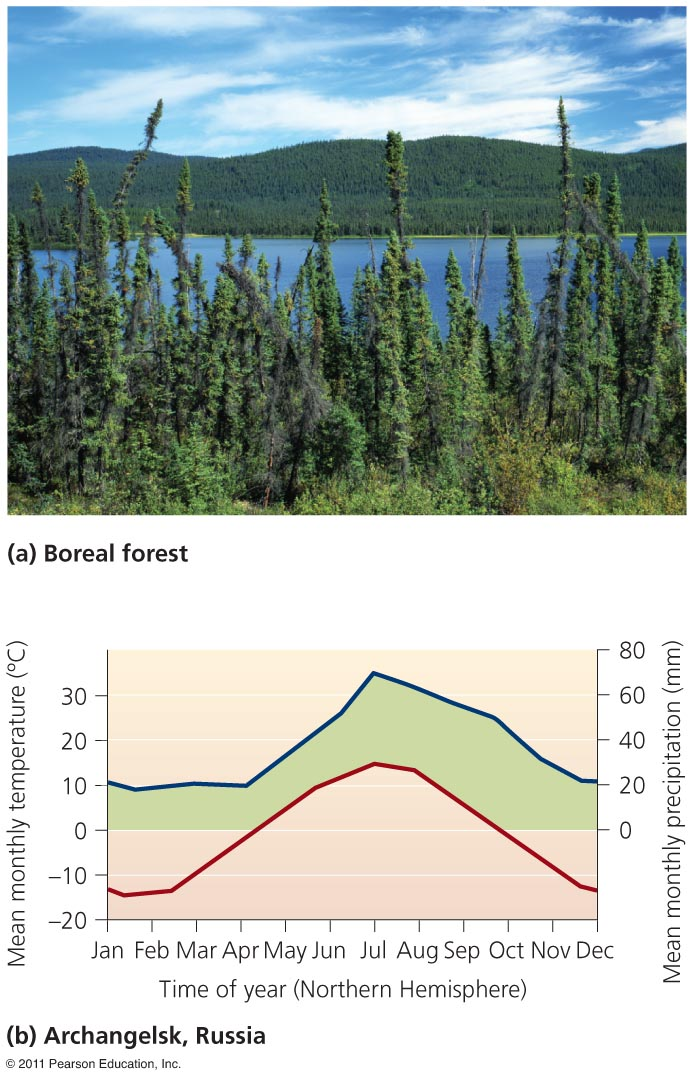 (a) Boreal forest
Mean monthly temperature (ºC)
30
20
10
0
–10
–20
80
60
40
20
0
Mean monthly precipitation (mm)
Jan Feb Mar Apr May Jun Jul Aug Sep Oct Nov Dec
Time of year (Northern Hemisphere)
(b) Archangelsk, Russia
© 2011 Pearson Education, Inc.